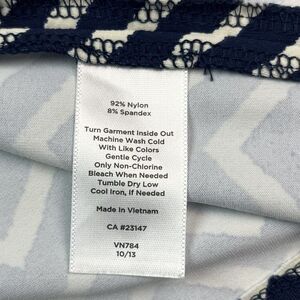 92% Nylon
8% Spandex
Turn Garment Inside Out
Machine Wash Cold
With Like Colors
Gentle Cycle
Only Non-Chlorine
Bleach When Needed
Tumble Dry Low
Cool Iron, If Needed
Made In Vietnam
CA #23147
VN784
10/13